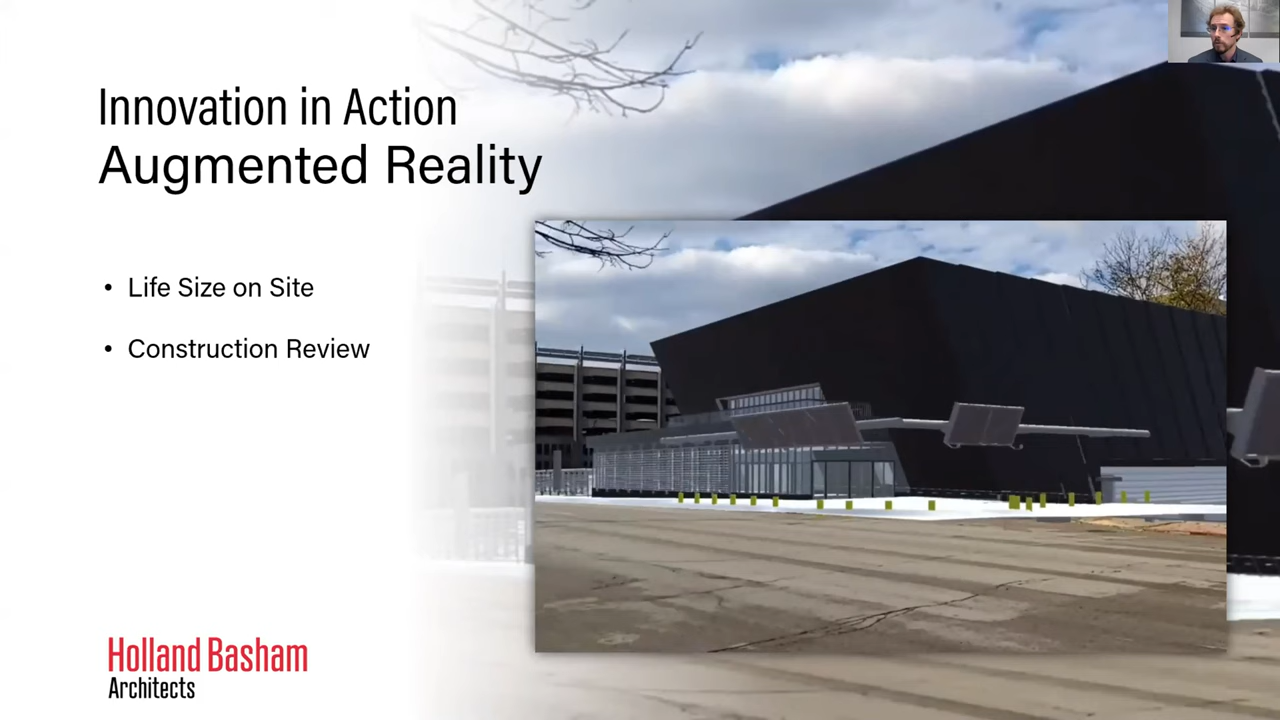 Innovation in Action
Augmented Reality
• Life Size on Site
• Construction Review
Holland Basham
Architects